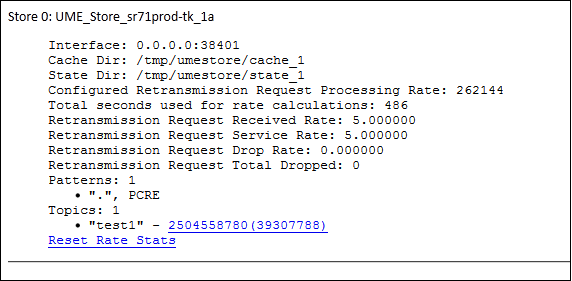 Store 0: UME_Store_sr71prod-tk_1a
Interface: 0.0.0.0:38401
Cache Dir: /tmp/umestore/cache_1
State Dir: /tmp/umestore/state_1
Configured Retransmission Request Processing Rate: 262144
Total seconds used for rate calculations: 486
Retransmission Request Received Rate: 5.000000
Retransmission Request Service Rate: 5.000000
Retransmission Request Drop Rate: 0.000000
Retransmission Request Total Dropped: 0
Patterns: 1
• ".", PCRE
Topics: 1
• "test1" - 2504558780(39307788)
Reset Rate Stats